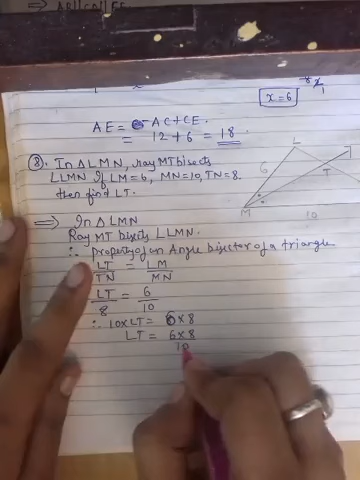 x = 6
AE = AC + CE.
= 12 + 6 = 18
⑧. In △LMN, ray MT bisects
∠LMN If LM = 6, MN = 10, TN = 8.
then find LT.
L
6
T
M
10
⟹ In △LMN
Ray MT bisects ∠LMN.
∴ property of an Angle bisector of a triangle
LT/TN = LM/MN
LT/8 = 6/10
∴ 10 × LT = 6 × 8
LT = 6 × 8
10